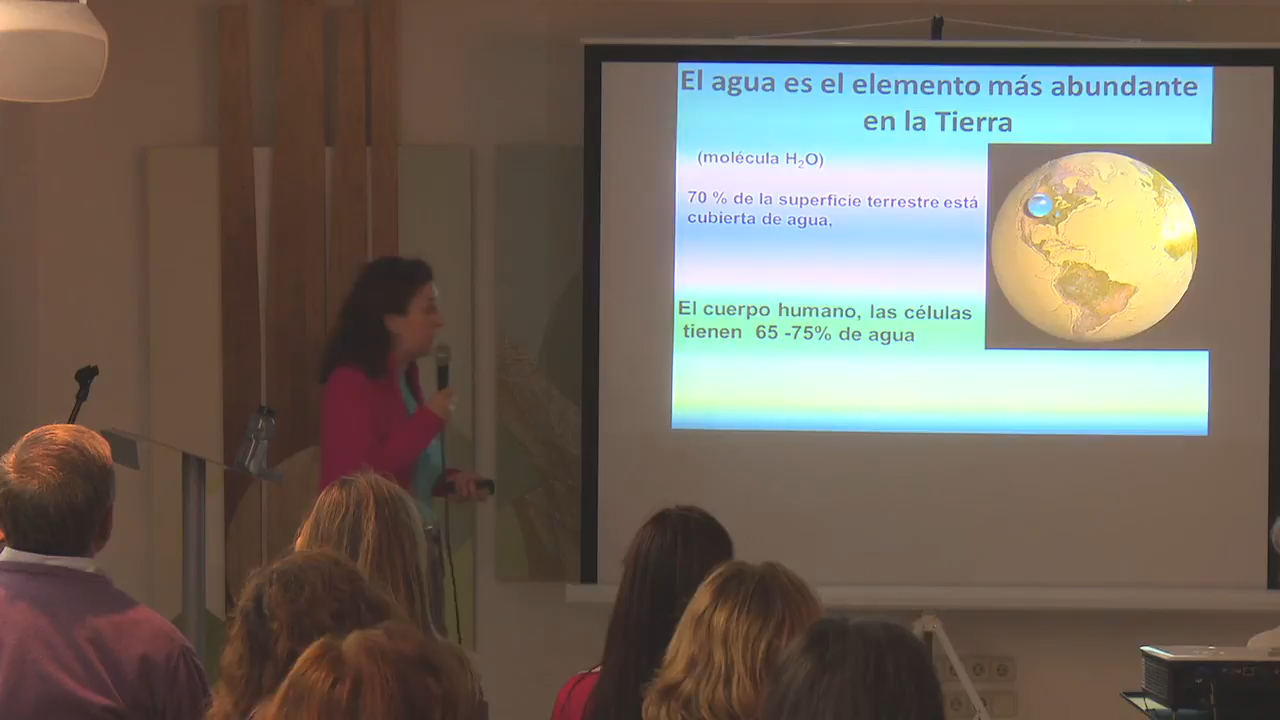 El agua es el elemento más abundante
en la Tierra
(molécula H₂O)
70 % de la superficie terrestre está
cubierta de agua,
El cuerpo humano, las células
tienen 65 -75% de agua